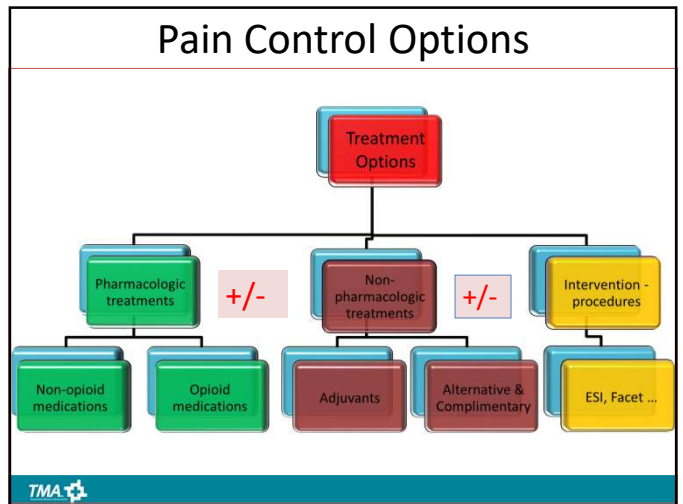 Pain Control Options
Treatment
Options
Pharmacologic
treatments
+/-
Non-
pharmacologic
treatments
+/-
Intervention -
procedures
Non-opioid
medications
Opioid
medications
Adjuvants
Alternative &
Complimentary
ESI, Facet ...
TMA